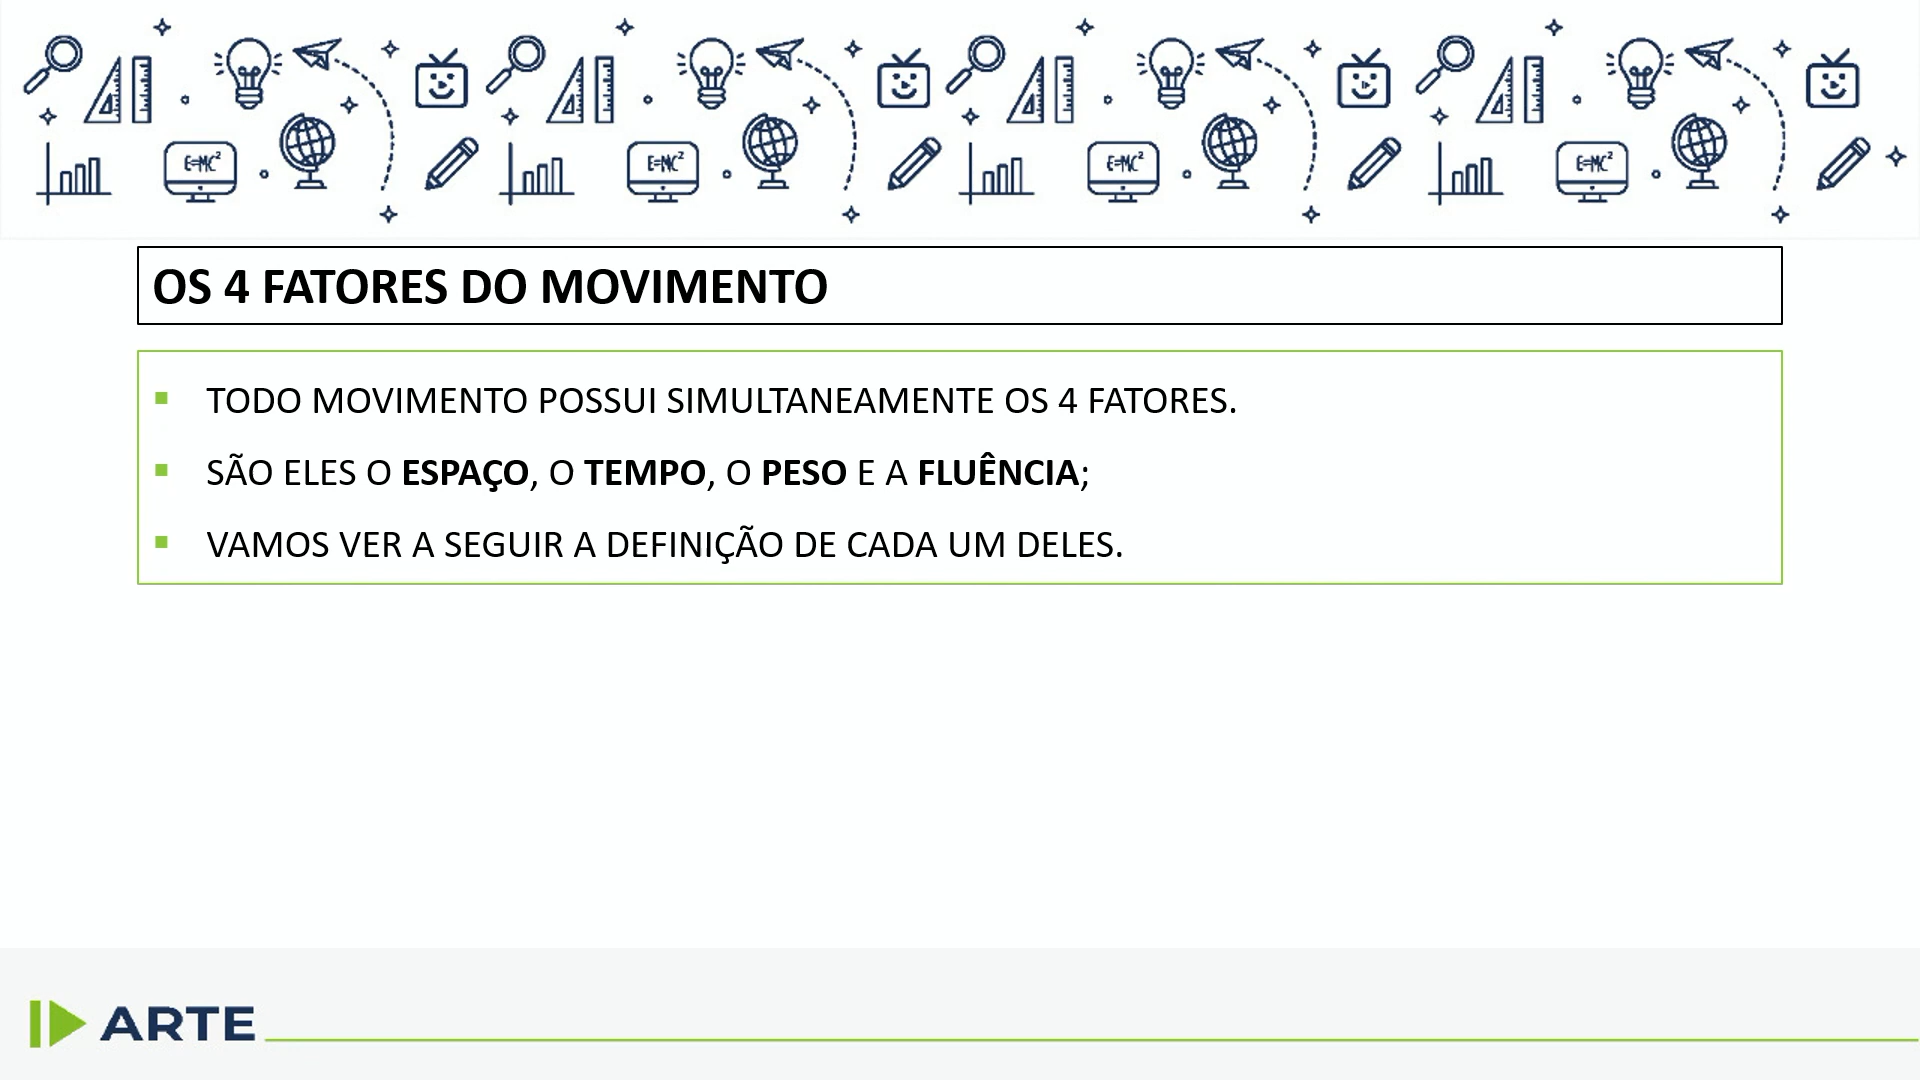 E=MC²
E=MC²
E=MC²
E=MC²
OS 4 FATORES DO MOVIMENTO
TODO MOVIMENTO POSSUI SIMULTANEAMENTE OS 4 FATORES.
SÃO ELES O ESPAÇO, O TEMPO, O PESO E A FLUÊNCIA;
VAMOS VER A SEGUIR A DEFINIÇÃO DE CADA UM DELES.
ARTE